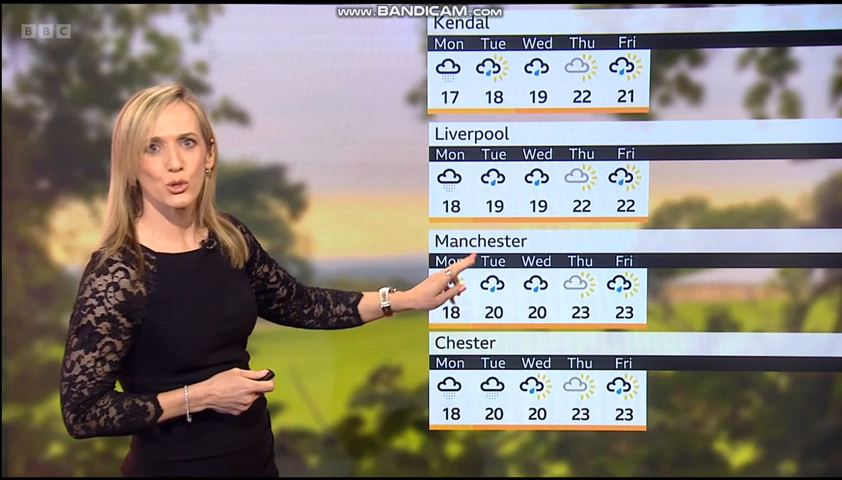 WWW.BANDICAM.COM
BBC
Kendal
Mon Tue Wed Thu Fri
17 18 19 22 21
Liverpool
Mon Tue Wed Thu Fri
18 19 19 22 22
Manchester
Mon Tue Wed Thu Fri
18 20 20 23 23
Chester
Mon Tue Wed Thu Fri
18 20 20 23 23